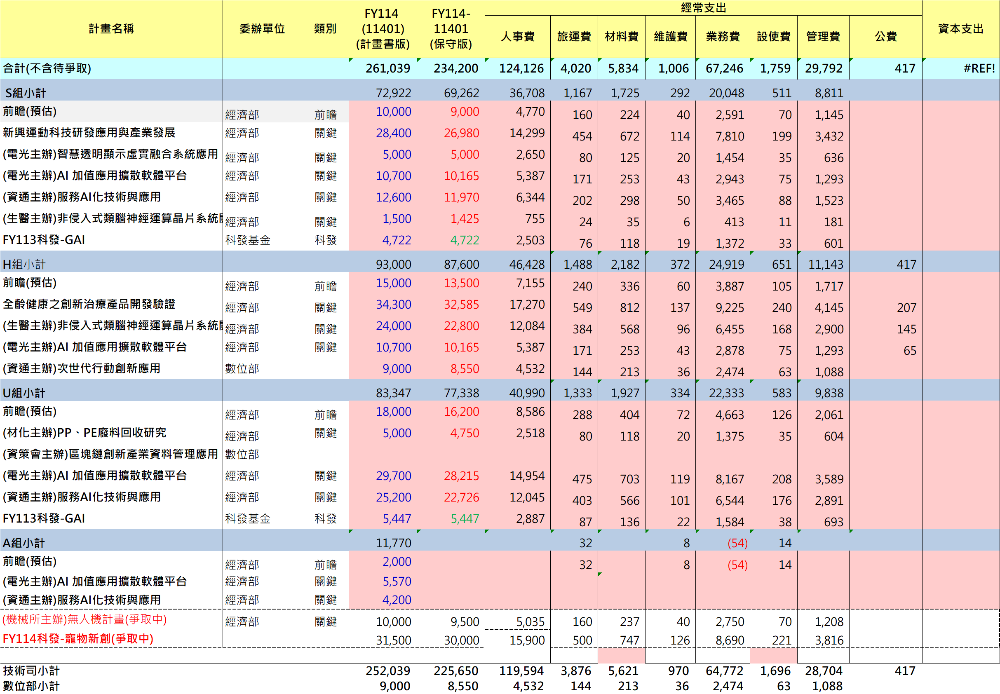 計畫名稱 委辦單位 類別 FY114 (11401) (計畫書版) FY114-11401 (保守版) 經常支出 資本支出
人事費 旅運費 材料費 維護費 業務費 設使費 管理費 公費
合計(不含待爭取) 261,039 234,200 124,126 4,020 5,834 1,006 67,246 1,759 29,792 417 #REF!
S組小計 72,922 69,262 36,708 1,167 1,725 292 20,048 511 8,811
前瞻(預估) 經濟部 前瞻 10,000 9,000 4,770 160 224 40 2,591 70 1,145
新興運動科技研發應用與產業發展 經濟部 關鍵 28,400 26,980 14,299 454 672 114 7,810 199 3,432
(電光主辦)智慧透明顯示虛實融合系統應用 經濟部 關鍵 5,000 5,000 2,650 80 125 20 1,454 35 636
(電光主辦)AI 加值應用擴散軟體平台 經濟部 關鍵 10,700 10,165 5,387 171 253 43 2,943 75 1,293
(資通主辦)服務AI化技術與應用 經濟部 關鍵 12,600 11,970 6,344 202 298 50 3,465 88 1,523
(生醫主辦)非侵入式類腦神經運算晶片系統 經濟部 關鍵 1,500 1,425 755 24 35 6 413 11 181
FY113科發-GAI 科發基金 科發 4,722 4,722 2,503 76 118 19 1,372 33 601
H組小計 93,000 87,600 46,428 1,488 2,182 372 24,919 651 11,143 417
前瞻(預估) 經濟部 前瞻 15,000 13,500 7,155 240 336 60 3,887 105 1,717
全齡健康之創新治療產品開發驗證 經濟部 關鍵 34,300 32,585 17,270 549 812 137 9,225 240 4,145 207
(生醫主辦)非侵入式類腦神經運算晶片系統 經濟部 關鍵 24,000 22,800 12,084 384 568 96 6,455 168 2,900 145
(電光主辦)AI 加值應用擴散軟體平台 經濟部 關鍵 10,700 10,165 5,387 171 253 43 2,878 75 1,293 65
(資通主辦)次世代行動創新應用 數位部 9,000 8,550 4,532 144 213 36 2,474 63 1,088
U組小計 83,347 77,338 40,990 1,333 1,927 334 22,333 583 9,838
前瞻(預估) 經濟部 前瞻 18,000 16,200 8,586 288 404 72 4,663 126 2,061
(材化主辦)PP、PE廢料回收研究 經濟部 關鍵 5,000 4,750 2,518 80 118 20 1,375 35 604
(資策會主辦)區塊鏈創新產業資料管理應用 數位部
(電光主辦)AI 加值應用擴散軟體平台 經濟部 關鍵 29,700 28,215 14,954 475 703 119 8,167 208 3,589
(資通主辦)服務AI化技術與應用 經濟部 關鍵 25,200 22,726 12,045 403 566 101 6,544 176 2,891
FY113科發-GAI 科發基金 科發 5,447 5,447 2,887 87 136 22 1,584 38 693
A組小計 11,770 32 8 (54) 14
前瞻(預估) 經濟部 前瞻 2,000 32 8 (54) 14
(電光主辦)AI 加值應用擴散軟體平台 經濟部 關鍵 5,570
(資通主辦)服務AI化技術與應用 經濟部 關鍵 4,200
(機械所主辦)無人機計畫(爭取中) 經濟部 關鍵 10,000 9,500 5,035 160 237 40 2,750 70 1,208
FY114科發-寵物新創(爭取中) 31,500 30,000 15,900 500 747 126 8,690 221 3,816
技術司小計 252,039 225,650 119,594 3,876 5,621 970 64,772 1,696 28,704 417
數位部小計 9,000 8,550 4,532 144 213 36 2,474 63 1,088